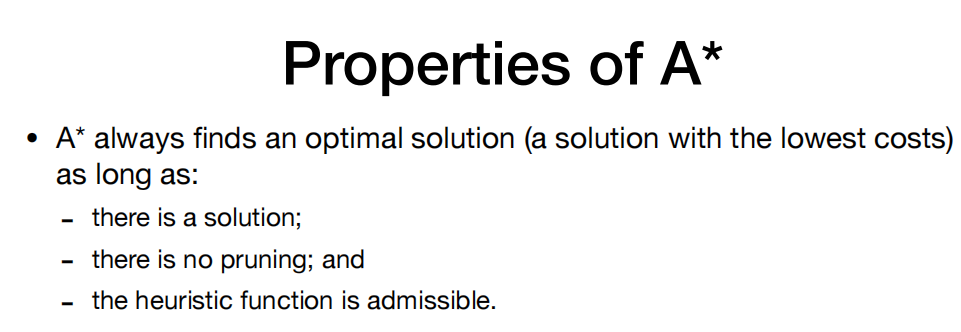 Properties of A*
• A* always finds an optimal solution (a solution with the lowest costs)
as long as:
– there is a solution;
– there is no pruning; and
– the heuristic function is admissible.